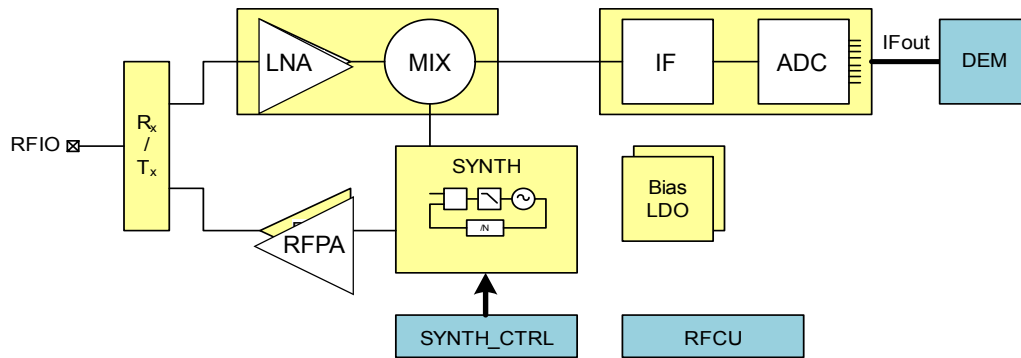 LNA
MIX
IF
ADC
IFout
DEM
RFIO
Rx
/
Tx
SYNTH
/N
Bias
LDO
RFPA
SYNTH_CTRL
RFCU